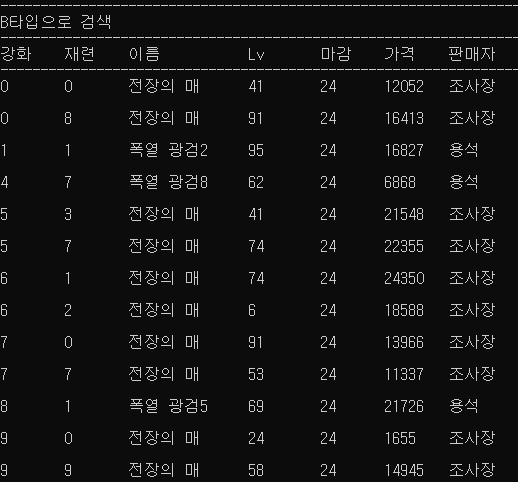 B타입으로 검색
강화 재련 이름 Lv 마감 가격 판매자
0 0 전장의 매 41 24 12052 조사장
0 8 전장의 매 91 24 16413 조사장
1 1 폭열 광검2 95 24 16827 용석
4 7 폭열 광검8 62 24 6868 용석
5 3 전장의 매 41 24 21548 조사장
5 7 전장의 매 74 24 22355 조사장
6 1 전장의 매 74 24 24350 조사장
6 2 전장의 매 6 24 18588 조사장
7 0 전장의 매 91 24 13966 조사장
7 7 전장의 매 53 24 11337 조사장
8 1 폭열 광검5 69 24 21726 용석
9 0 전장의 매 24 24 1655 조사장
9 9 전장의 매 58 24 14945 조사장